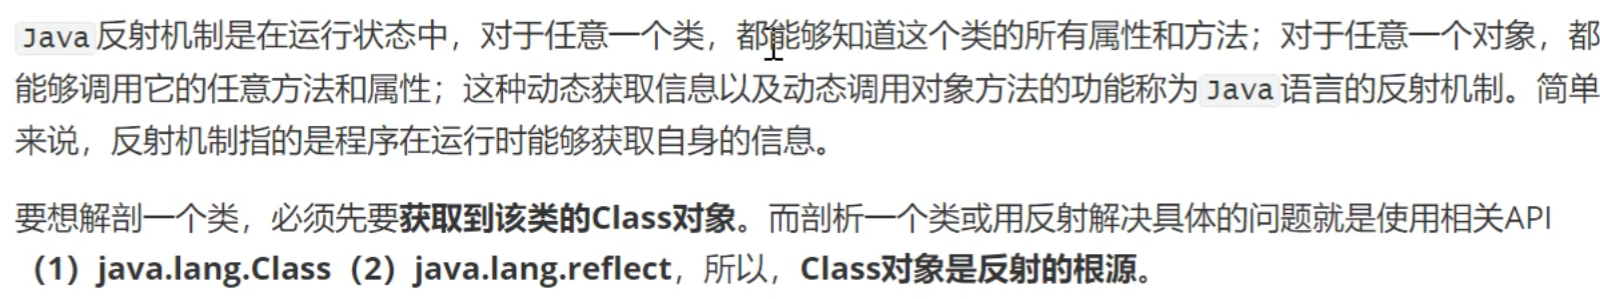 Java反射机制是在运行状态中，对于任意一个类，都能够知道这个类的所有属性和方法；对于任意一个对象，都
能够调用它的任意方法和属性；这种动态获取信息以及动态调用对象方法的功能称为Java语言的反射机制。简单
来说，反射机制指的是程序在运行时能够获取自身的信息。
要想解剖一个类，必须先要获取到该类的Class对象。而剖析一个类或用反射解决具体的问题就是使用相关API
（1）java.lang.Class（2）java.lang.reflect，所以，Class对象是反射的根源。